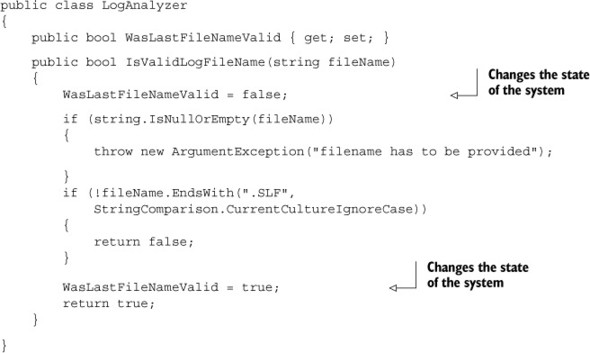 public class LogAnalyzer
{
    public bool WasLastFileNameValid { get; set; }
    public bool IsValidLogFileName(string fileName)
    {
        WasLastFileNameValid = false;
Changes the state
of the system
        if (string.IsNullOrEmpty(fileName))
        {
            throw new ArgumentException("filename has to be provided");
        }
        if (!fileName.EndsWith(".SLF",
            StringComparison.CurrentCultureIgnoreCase))
        {
            return false;
        }
        WasLastFileNameValid = true;
Changes the state
of the system
        return true;
    }
}